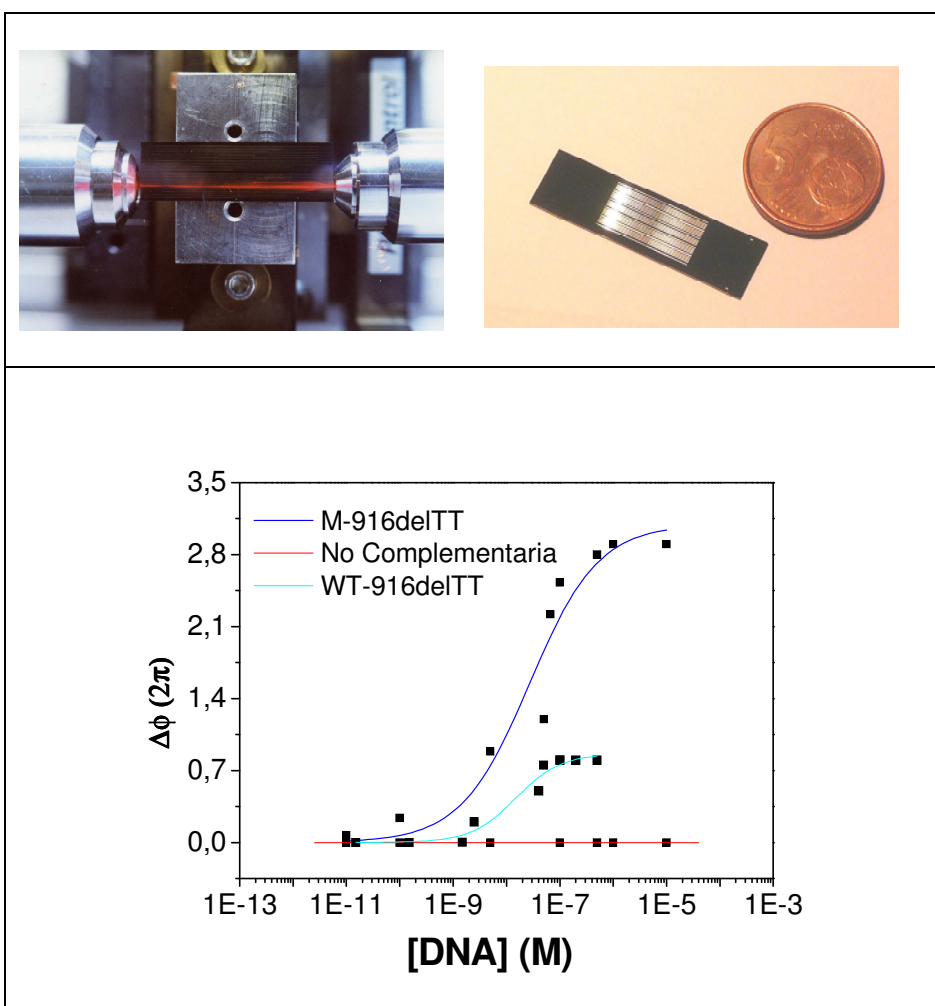 5
3,5
M-916delTT
2,8
No Complementaria
WT-916delTT
2,1
Δϕ (2π)
1,4
0,7
0,0
1E-13 1E-11 1E-9 1E-7 1E-5 1E-3
[DNA] (M)